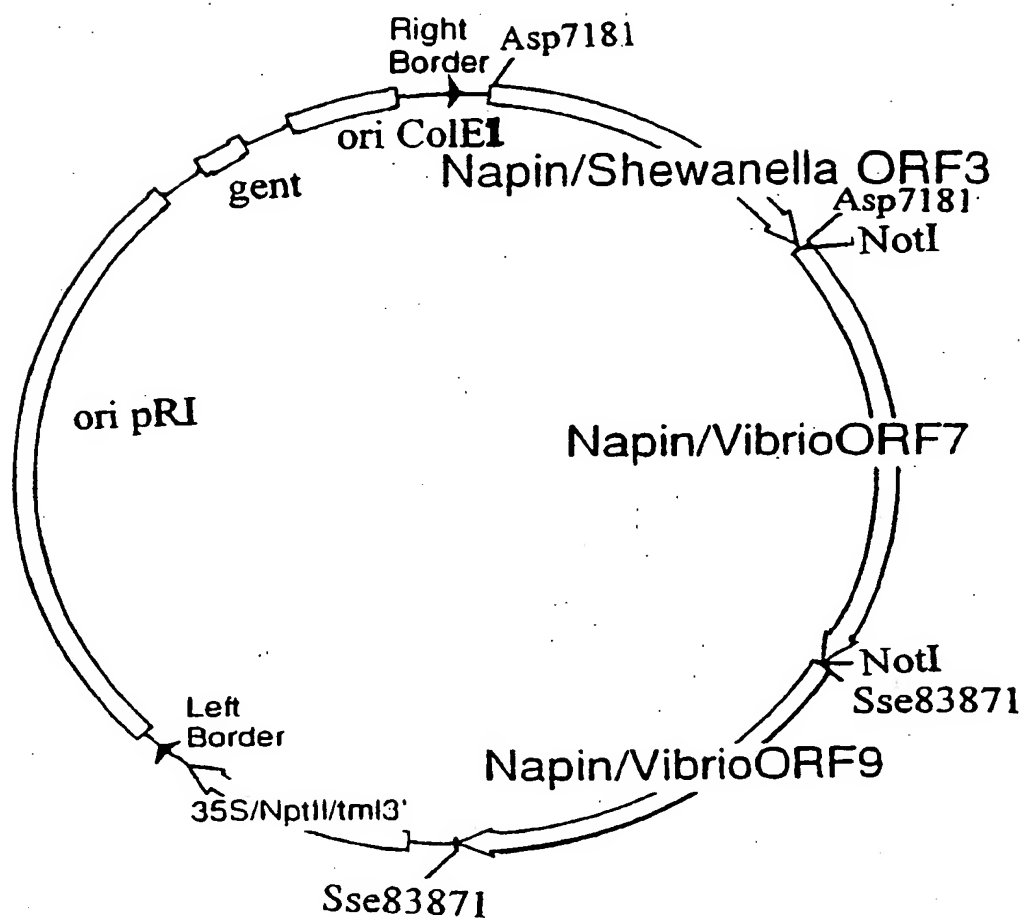 Right
Border
Asp7181
ori ColE1
gent
Napin/Shewanella ORF3
Asp7181
NotI
ori pRI
Napin/VibrioORF7
NotI
Sse83871
Left
Border
Napin/VibrioORF9
35S/NptII/tml3'
Sse83871